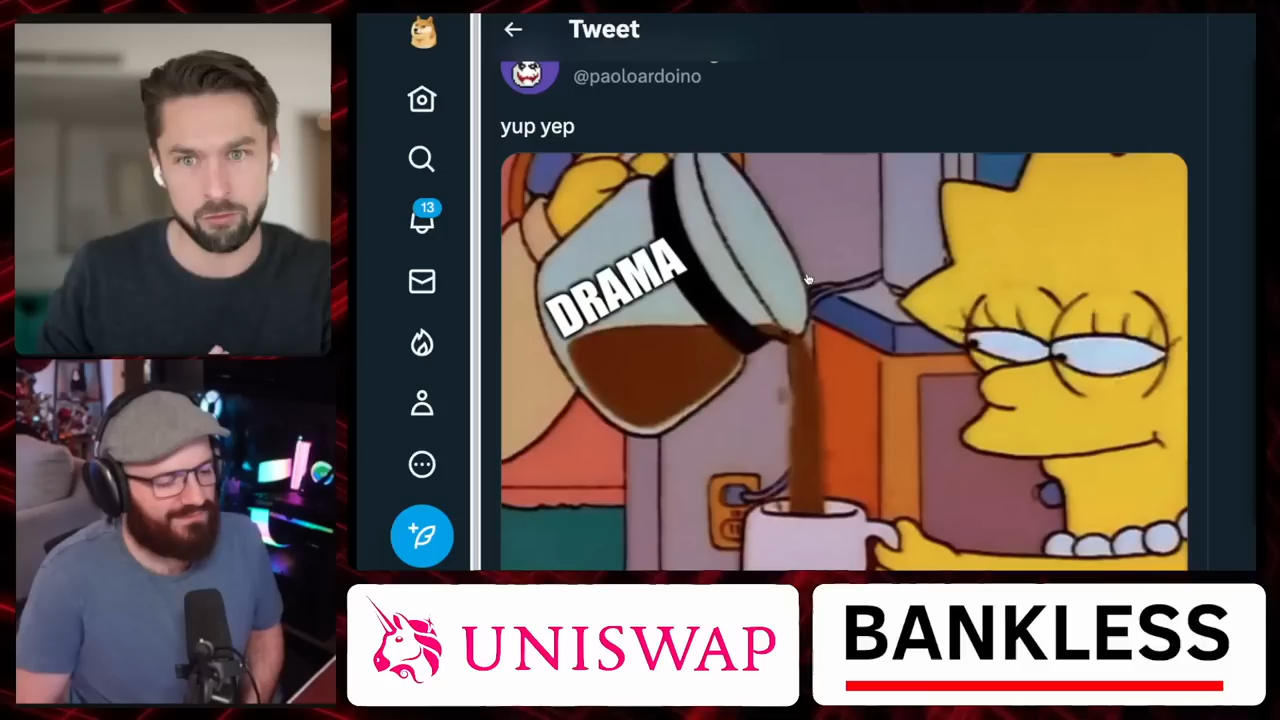 Tweet
@paoloardoino
yup yep
13
DRAMA
UNISWAP
BANKLESS